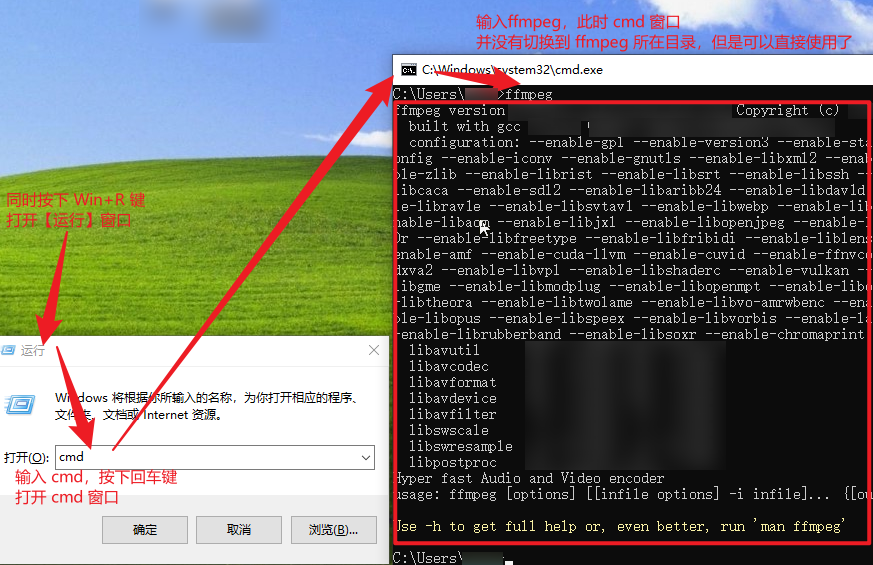 输入ffmpeg，此时 cmd 窗口
并没有切换到 ffmpeg 所在目录，但是可以直接使用了
C:\Windows\system32\cmd.exe
C:\Users\ >ffmpeg
ffmpeg version Copyright (c)
built with gcc
configuration: --enable-gpl --enable-version3 --enable-sta
onfig --enable-iconv --enable-gnutls --enable-libxml2 --enab
ble-zlib --enable-librist --enable-libsrt --enable-libssh --
libcaca --enable-sdl2 --enable-libaribb24 --enable-libdav1d
e-librav1e --enable-libsvtav1 --enable-libwebp --enable-lib
nable-libaom --enable-libjxl --enable-libopenjpeg --enable-l
Or --enable-libfreetype --enable-libfribidi --enable-liblens
enable-amf --enable-cuda-llvm --enable-cuvid --enable-ffnvco
dxva2 --enable-libvpl --enable-libshaderc --enable-vulkan --
libgme --enable-libmodplug --enable-libopenmpt --enable-libo
-libtheora --enable-libtwolame --enable-libvo-amrwbenc --ena
ble-libopus --enable-libspeex --enable-libvorbis --enable-la
-enable-librubberband --enable-libsoxr --enable-chromaprint
libavutil
libavcodec
libavformat
libavdevice
libavfilter
libswscale
libswresample
libpostproc
Hyper fast Audio and Video encoder
usage: ffmpeg [options] [[infile options] -i infile]... {[ou
Use -h to get full help or, even better, run 'man ffmpeg'
C:\Users\
同时按下 Win+R 键
打开【运行】窗口
运行
Windows 将根据你所输入的名称，为你打开相应的程序、
文件夹、文档或 Internet 资源。
打开(O):
cmd
输入 cmd，按下回车键
打开 cmd 窗口
确定
取消
浏览(B)...